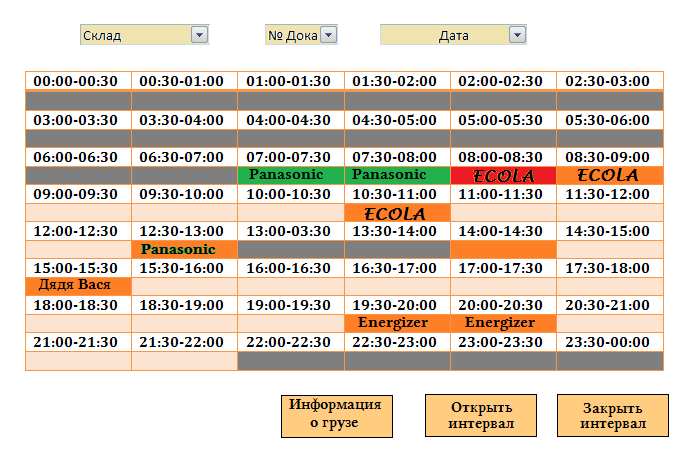 Склад № Дока Дата
00:00-00:30 00:30-01:00 01:00-01:30 01:30-02:00 02:00-02:30 02:30-03:00
03:00-03:30 03:30-04:00 04:00-04:30 04:30-05:00 05:00-05:30 05:30-06:00
06:00-06:30 06:30-07:00 07:00-07:30 07:30-08:00 08:00-08:30 08:30-09:00
Panasonic Panasonic ECOLA ECOLA
09:00-09:30 09:30-10:00 10:00-10:30 10:30-11:00 11:00-11:30 11:30-12:00
ECOLA
12:00-12:30 12:30-13:00 13:00-03:30 13:30-14:00 14:00-14:30 14:30-15:00
Panasonic
15:00-15:30 15:30-16:00 16:00-16:30 16:30-17:00 17:00-17:30 17:30-18:00
Дядя Вася
18:00-18:30 18:30-19:00 19:00-19:30 19:30-20:00 20:00-20:30 20:30-21:00
Energizer Energizer
21:00-21:30 21:30-22:00 22:00-22:30 22:30-23:00 23:00-23:30 23:30-00:00
Информация
о грузе
Открыть
интервал
Закрыть
интервал